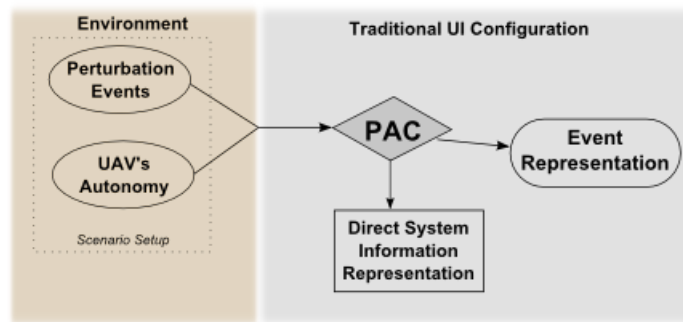 Environment
Traditional UI Configuration
Perturbation
Events
UAV's
Autonomy
Scenario Setup
PAC
Event
Representation
Direct System
Information
Representation